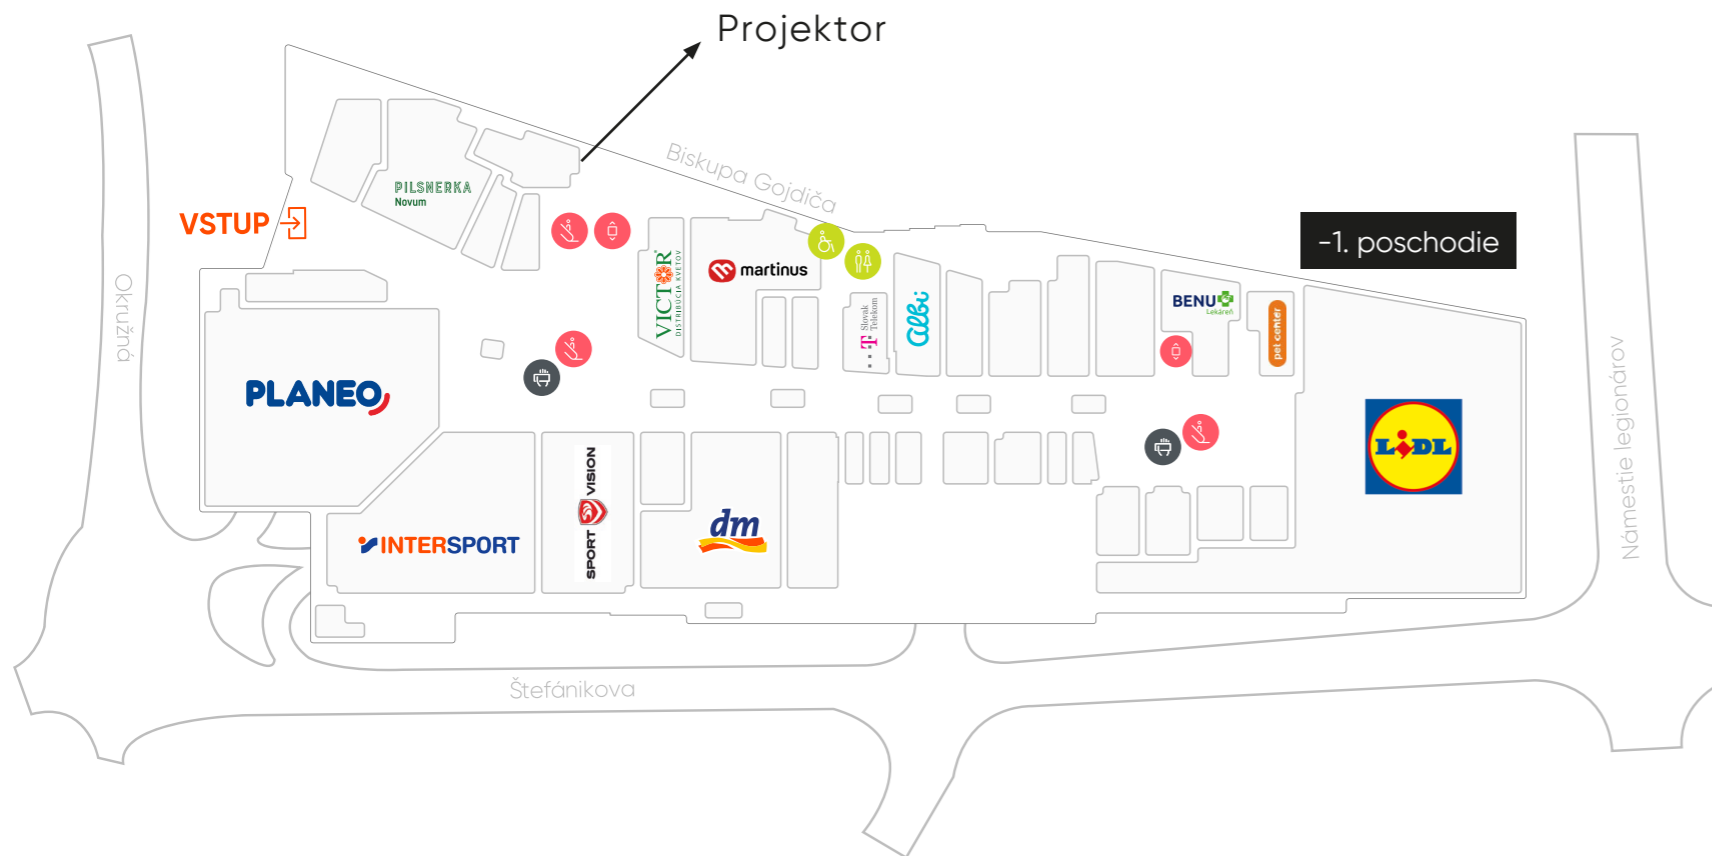 Projektor
Biskupa Gojdiča
PILSNERKA
Novum
VSTUP
-1. poschodie
Okružná
VICTOR
DISTRIBÚCIA KVETOV
martinus
Slovak
Telekom
T
albi
BENU
Lekáreň
pet center
PLANEO
LIDL
Námestie legionárov
INTERSPORT
SPORT VISION
SV
dm
Štefánikova